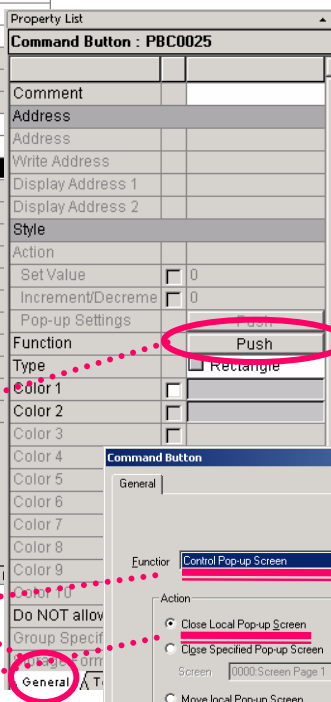 Property List
Command Button : PBC0025
Comment
Address
Address
Write Address
Display Address 1
Display Address 2
Style
Action
Set Value 0
Increment/Decreme 0
Pop-up Settings Push
Function Push
Type Rectangle
Color 1
Color 2
Color 3
Color 4
Color 5
Color 6
Color 7
Color 8
Color 9
Color 10
Do NOT allow
Group Specif
Storage Form
General
Command Button
General
Function Control Pop-up Screen
Action
Close Local Pop-up Screen
Close Specified Pop-up Screen
Screen 0000:Screen Page 1
Move local Pop-up Screen